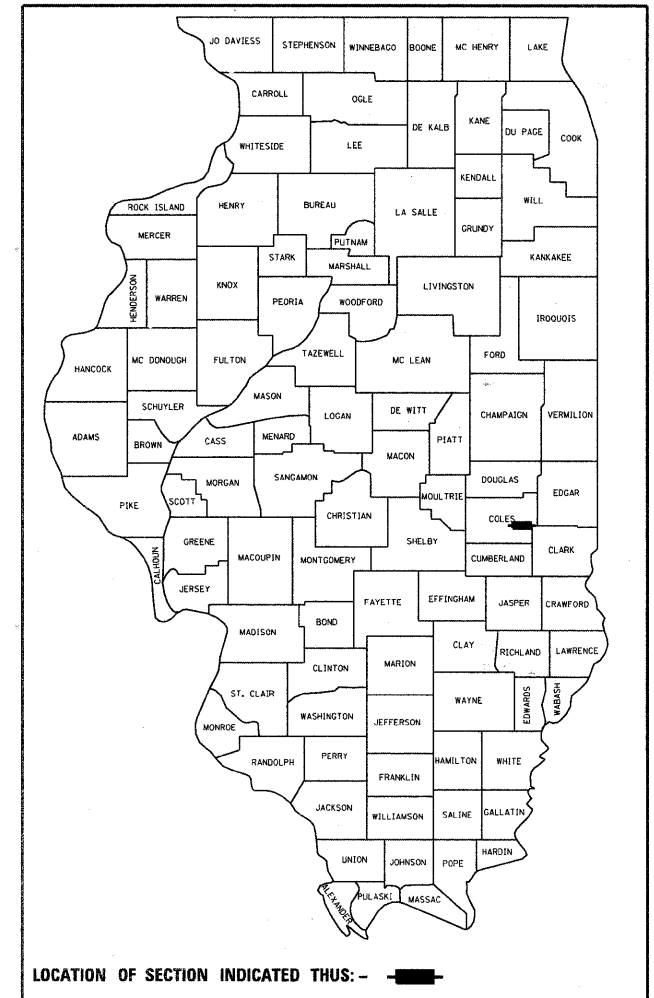 JO DAVIESS
STEPHENSON
WINNEBAGO
BOONE
MC HENRY
LAKE
CARROLL
OGLE
DE KALB
KANE
DU PAGE
COOK
WHITESIDE
LEE
KENDALL
WILL
ROCK ISLAND
HENRY
BUREAU
LA SALLE
GRUNDY
MERCER
PUTNAM
KANKAKEE
STARK
MARSHALL
HENDERSON
WARREN
KNOX
PEORIA
WOODFORD
LIVINGSTON
IROQUOIS
HANCOCK
MC DONOUGH
FULTON
TAZEWELL
MC LEAN
FORD
MASON
SCHUYLER
LOGAN
DE WITT
CHAMPAIGN
VERMILION
ADAMS
BROWN
CASS
MENARD
PIATT
MACON
MORGAN
SANGAMON
DOUGLAS
EDGAR
PIKE
SCOTT
CHRISTIAN
MOULTRIE
COLES
GREENE
MACOUPIN
SHELBY
CALHOUN
MONTGOMERY
CUMBERLAND
CLARK
JERSEY
FAYETTE
EFFINGHAM
JASPER
CRAWFORD
MADISON
BOND
CLAY
RICHLAND
LAWRENCE
CLINTON
MARION
ST. CLAIR
WAYNE
EDWARDS
WABASH
MONROE
WASHINGTON
JEFFERSON
RANDOLPH
PERRY
HAMILTON
WHITE
FRANKLIN
JACKSON
WILLIAMSON
SALINE
GALLATIN
UNION
JOHNSON
POPE
HARDIN
ALEXANDER
PULASKI
MASSAC
LOCATION OF SECTION INDICATED THUS: -